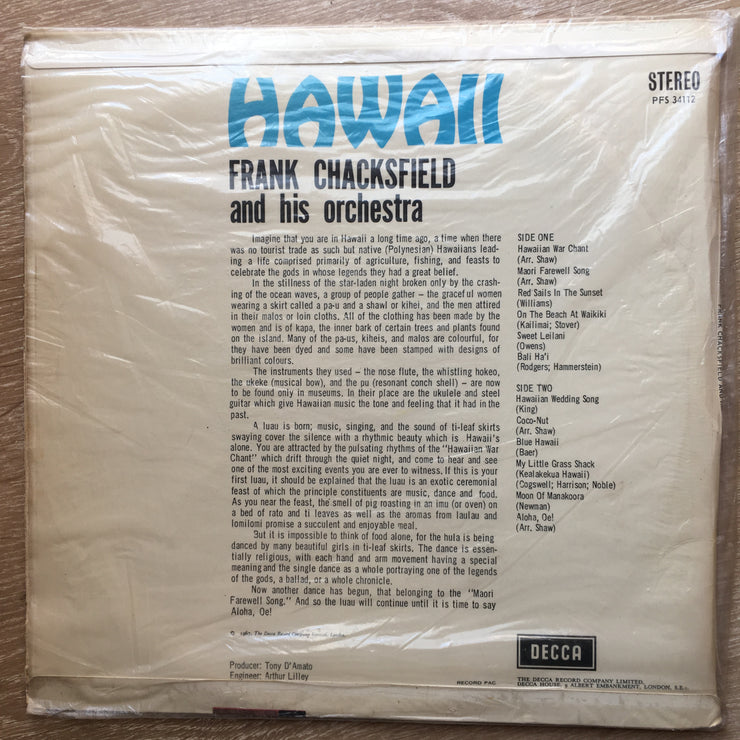 HAWAII
STEREO
PFS 34112
FRANK CHACKSFIELD
and his orchestra
Imagine that you are in Hawaii a long time ago, a time when there
was no tourist trade as such but native (Polynesian) Hawaiians lead-
ing a life comprised primarily of agriculture, fishing, and feasts to
celebrate the gods in whose legends they had a great belief.
In the stillness of the star-laden night broken only by the crash-
ing of the ocean waves, a group of people gather – the graceful women
wearing a skirt called a pa-u and a shawl or kihei, and the men attired
in their malos or loin cloths. All of the clothing has been made by the
women and is of kapa, the inner bark of certain trees and plants found
on the island. Many of the pa-us, kiheis, and malos are colourful, for
they have been dyed and some have been stamped with designs of
brilliant colours.
The instruments they used – the nose flute, the whistling hokeo,
the ukeke (musical bow), and the pu (resonant conch shell) – are now
to be found only in museums. In their place are the ukulele and steel
guitar which give Hawaiian music the tone and feeling that it had in the
past.
A luau is born; music, singing, and the sound of ti-leaf skirts
swaying cover the silence with a rhythmic beauty which is Hawaii's
alone. You are attracted by the pulsating rhythms of the "Hawaiian War
Chant" which drift through the quiet night, and come to hear and see
one of the most exciting events you are ever to witness. If this is your
first luau, it should be explained that the luau is an exotic ceremonial
feast of which the principle constituents are music, dance and food.
As you near the feast, the smell of pig roasting in an imu (or oven) on
a bed of rato and ti leaves as well as the aromas from laulau and
lomilomi promise a succulent and enjoyable meal.
But it is impossible to think of food alone, for the hula is being
danced by many beautiful girls in ti-leaf skirts. The dance is essen-
tially religious, with each hand and arm movement having a special
meaning and the single dance as a whole portraying one of the legends
of the gods, a ballad, or a whole chronicle.
Now another dance has begun, that belonging to the "Maori
Farewell Song." And so the luau will continue until it is time to say
Aloha, Oe!
SIDE ONE
Hawaiian War Chant
(Arr. Shaw)
Maori Farewell Song
(Arr. Shaw)
Red Sails In The Sunset
(Williams)
On The Beach At Waikiki
(Kailimai; Stover)
Sweet Leilani
(Owens)
Bali Ha'i
(Rodgers; Hammerstein)
SIDE TWO
Hawaiian Wedding Song
(King)
Coco-Nut
(Arr. Shaw)
Blue Hawaii
(Baer)
My Little Grass Shack
(Kealakekua Hawaii)
(Cogswell; Harrison; Noble)
Moon Of Manakoora
(Newman)
Aloha, Oe!
(Arr. Shaw)
The Decca Record Company Limited, London.
Producer: Tony D'Amato
Engineer: Arthur Lilley
RECORD PAC
DECCA
THE DECCA RECORD COMPANY LIMITED,
DECCA HOUSE, 9 ALBERT EMBANKMENT, LONDON, S.E.1.
FRANK CHACKSFIELD AND